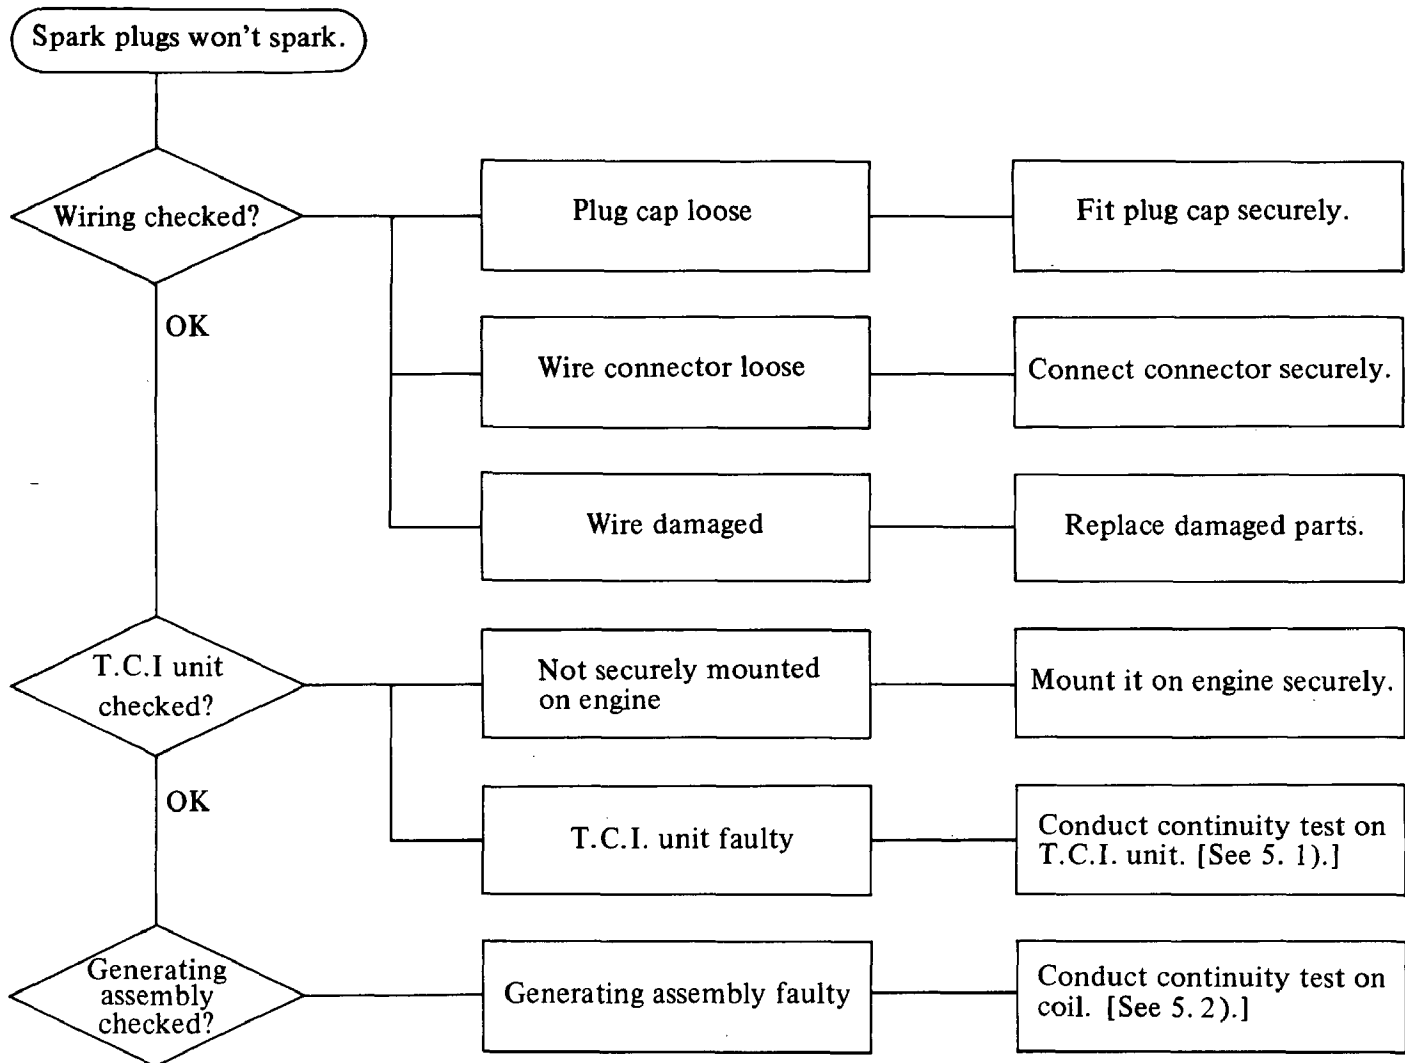 Spark plugs won't spark.
Wiring checked?
Plug cap loose
Fit plug cap securely.
OK
Wire connector loose
Connect connector securely.
Wire damaged
Replace damaged parts.
T.C.I unit
checked?
Not securely mounted
on engine
Mount it on engine securely.
OK
T.C.I. unit faulty
Conduct continuity test on
T.C.I. unit. [See 5. 1).]
Generating
assembly
checked?
Generating assembly faulty
Conduct continuity test on
coil. [See 5. 2).]